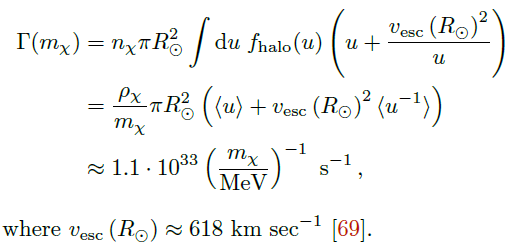 Γ(m_χ) = n_χ π R_⊙^2 ∫ du f_halo(u) ( u + v_esc (R_⊙)^2 / u )
= ρ_χ / m_χ π R_⊙^2 ( ⟨u⟩ + v_esc (R_⊙)^2 ⟨u^{-1}⟩ )
≈ 1.1 · 10^{33} ( m_χ / MeV )^{-1} s^{-1} ,
where v_esc (R_⊙) ≈ 618 km sec^{-1} [69].